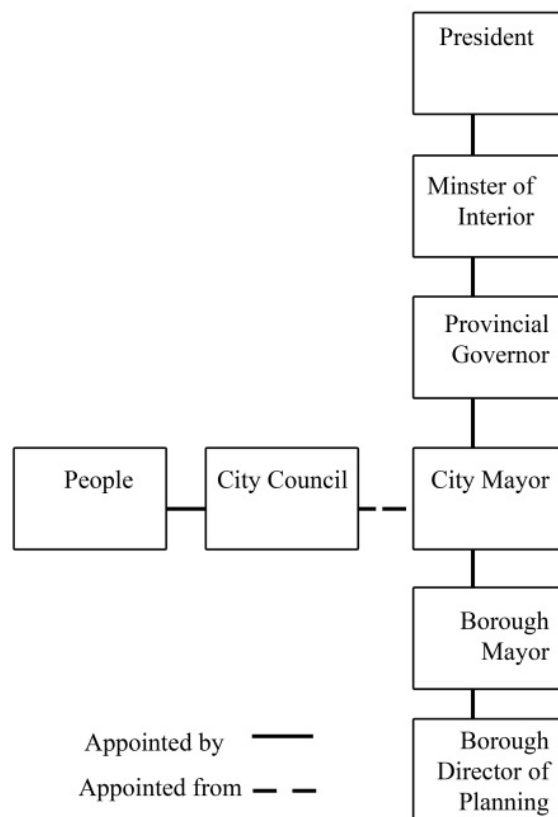 President
Minster of
Interior
Provincial
Governor
People
City Council
City Mayor
Borough
Mayor
Appointed by
Appointed from
Borough
Director of
Planning